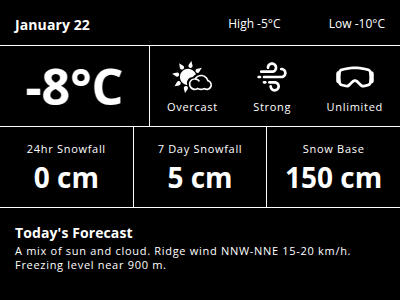 January 22 High -5°C Low -10°C
-8°C
Overcast Strong Unlimited
24hr Snowfall 7 Day Snowfall Snow Base
0 cm 5 cm 150 cm
Today's Forecast
A mix of sun and cloud. Ridge wind NNW-NNE 15-20 km/h.
Freezing level near 900 m.